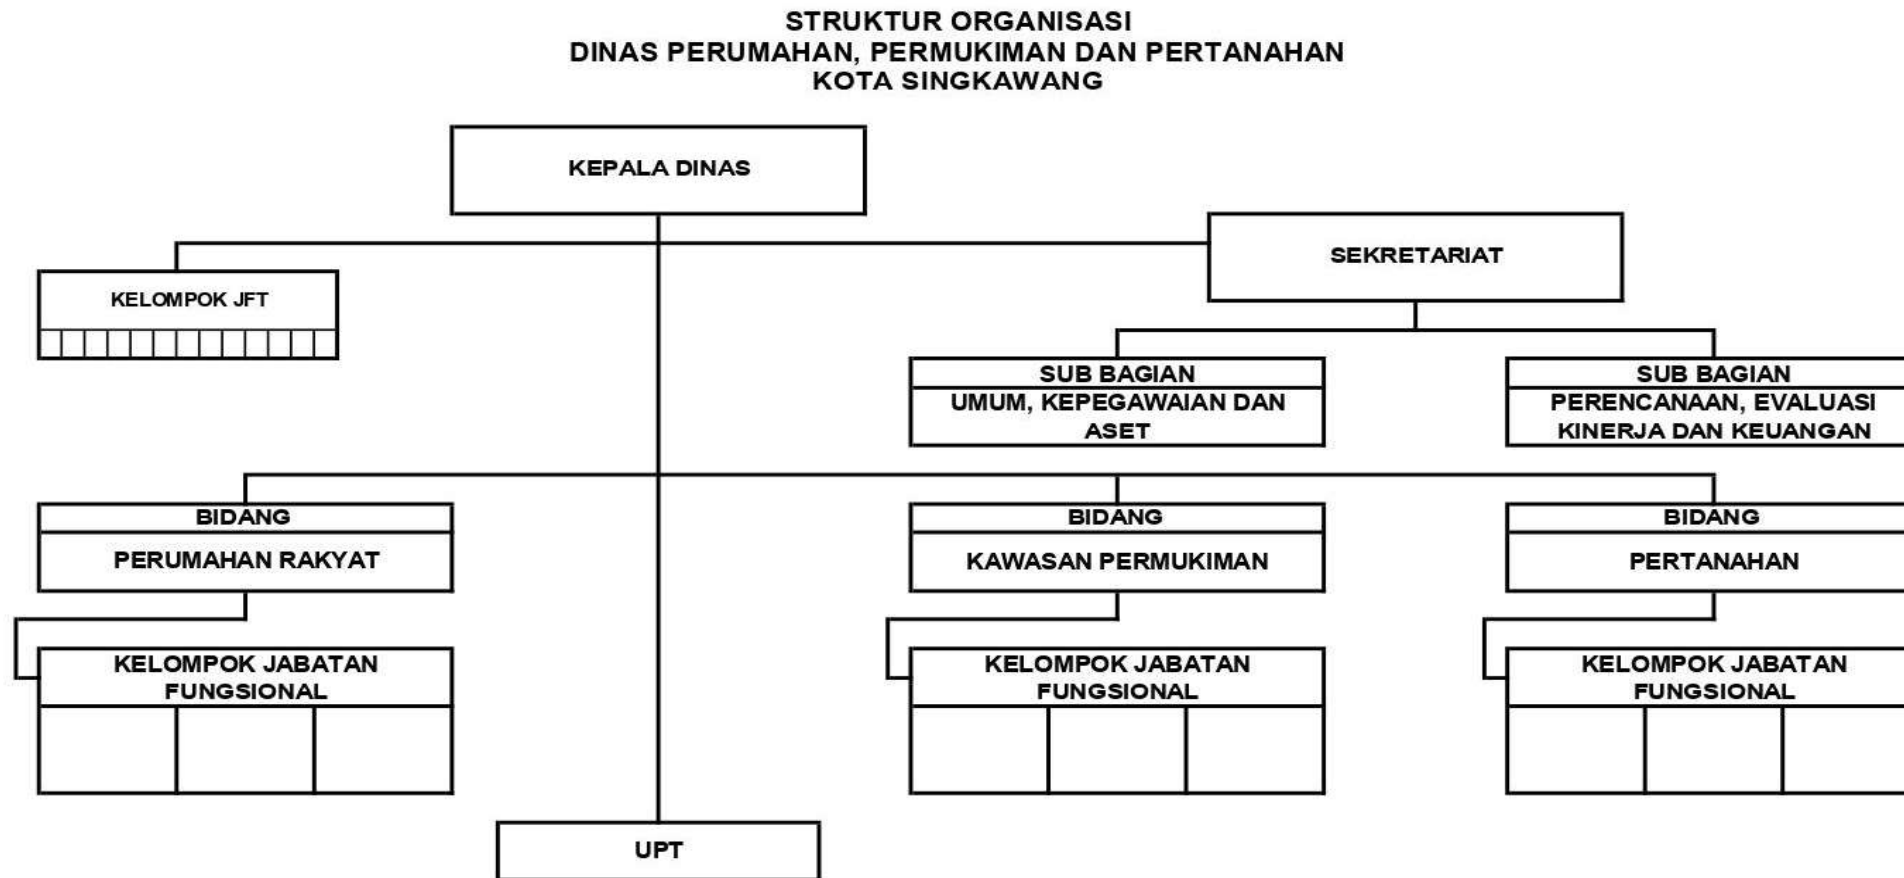 STRUKTUR ORGANISASI
DINAS PERUMAHAN, PERMUKIMAN DAN PERTANAHAN
KOTA SINGKAWANG
KEPALA DINAS
SEKRETARIAT
KELOMPOK JFT
SUB BAGIAN
UMUM, KEPEGAWAIAN DAN
ASET
SUB BAGIAN
PERENCANAAN, EVALUASI
KINERJA DAN KEUANGAN
BIDANG
PERUMAHAN RAKYAT
BIDANG
KAWASAN PERMUKIMAN
BIDANG
PERTANAHAN
KELOMPOK JABATAN
FUNGSIONAL
KELOMPOK JABATAN
FUNGSIONAL
KELOMPOK JABATAN
FUNGSIONAL
UPT